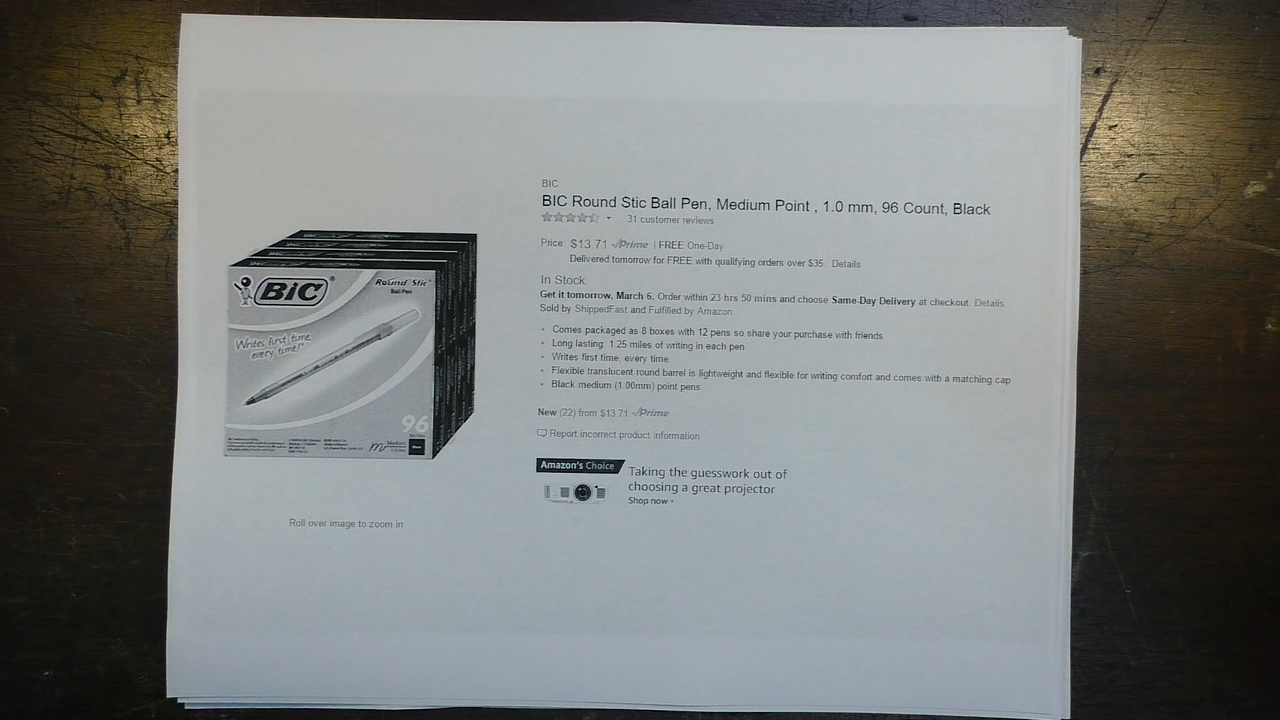 BIC
BIC Round Stic Ball Pen, Medium Point , 1.0 mm, 96 Count, Black
31 customer reviews
Price $13.71 Prime | FREE One-Day
Delivered tomorrow for FREE with qualifying orders over $35. Details
In Stock.
Get it tomorrow, March 6. Order within 23 hrs 50 mins and choose Same-Day Delivery at checkout. Details
Sold by ShippedFast and Fulfilled by Amazon.
• Comes packaged as 8 boxes with 12 pens so share your purchase with friends
• Long lasting: 1.25 miles of writing in each pen
• Writes first time, every time
• Flexible translucent round barrel is lightweight and flexible for writing comfort and comes with a matching cap
• Black medium (1.00mm) point pens
New (22) from $13.71 Prime
Report incorrect product information
Amazon's Choice
Taking the guesswork out of
choosing a great projector
Shop now
BIC®
Round Stic®
Ball Pen
Writes first time,
every time!*
96
m Medium
Roll over image to zoom in